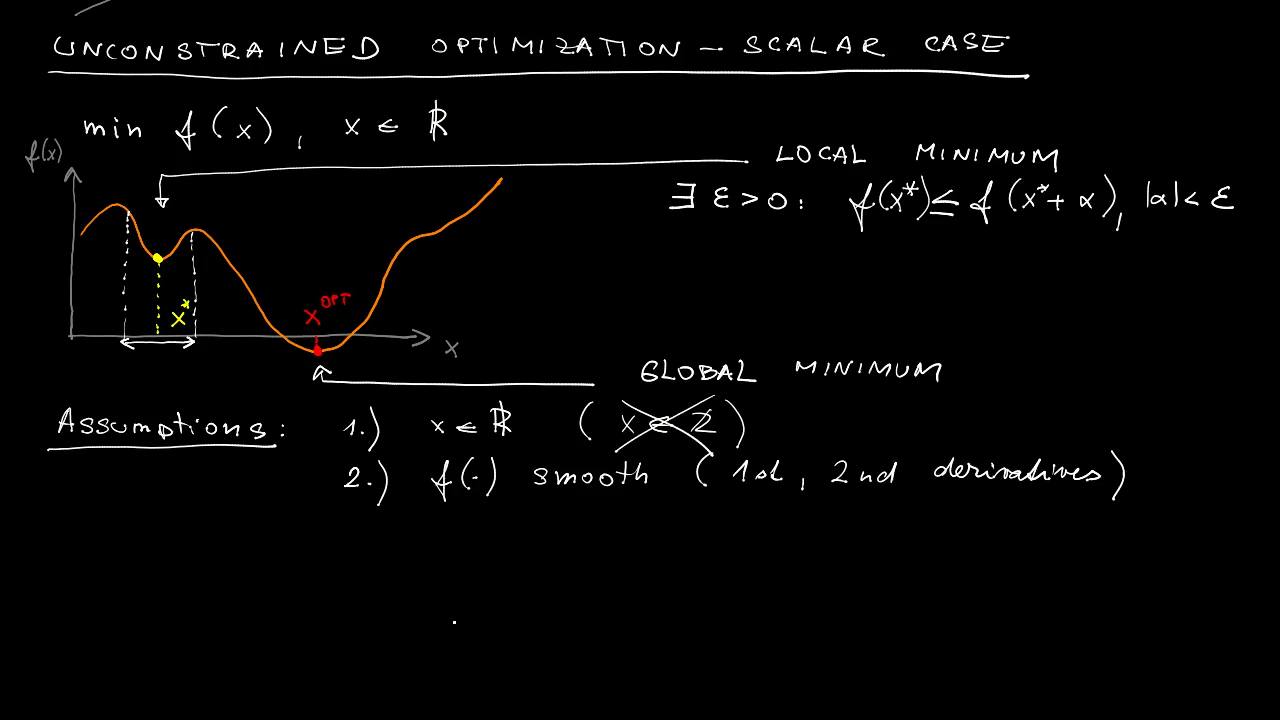 UNCONSTRAINED OPTIMIZATION – SCALAR CASE
min f(x), x ∈ ℝ
f(x)
LOCAL MINIMUM
∃ ε > 0: f(x*) ≤ f(x* + α), |α| < ε
x*
x^OPT
x
GLOBAL MINIMUM
Assumptions: 1.) x ∈ ℝ (x ∈ ℤ)
2.) f(·) smooth (1st, 2nd derivatives)